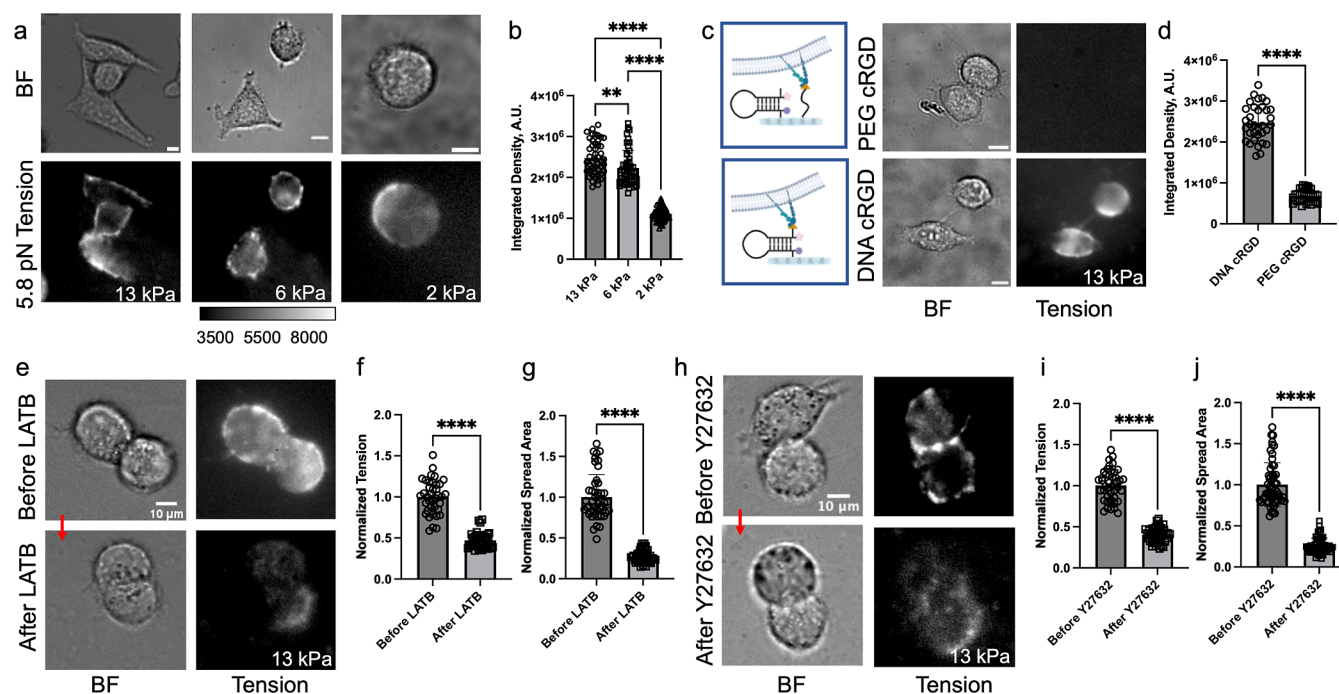 a
BF
5.8 pN Tension
13 kPa
6 kPa
2 kPa
3500 5500 8000
b
Integrated Density, A.U.
4×10⁶
3×10⁶
2×10⁶
1×10⁶
0
****
****
**
13 kPa
6 kPa
2 kPa
c
PEG cRGD
DNA cRGD
13 kPa
BF
Tension
d
Integrated Density, A.U.
4×10⁶
3×10⁶
2×10⁶
1×10⁶
0
****
DNA cRGD
PEG cRGD
e
Before LATB
After LATB
10 µm
13 kPa
BF
Tension
f
Normalized Tension
2.0
1.5
1.0
0.5
0.0
****
Before LATB
After LATB
g
Normalized Spread Area
2.0
1.5
1.0
0.5
0.0
****
Before LATB
After LATB
h
Before Y27632
After Y27632
10 µm
13 kPa
BF
Tension
i
Normalized Tension
2.0
1.5
1.0
0.5
0.0
****
Before Y27632
After Y27632
j
Normalized Spread Area
2.0
1.5
1.0
0.5
0.0
****
Before Y27632
After Y27632